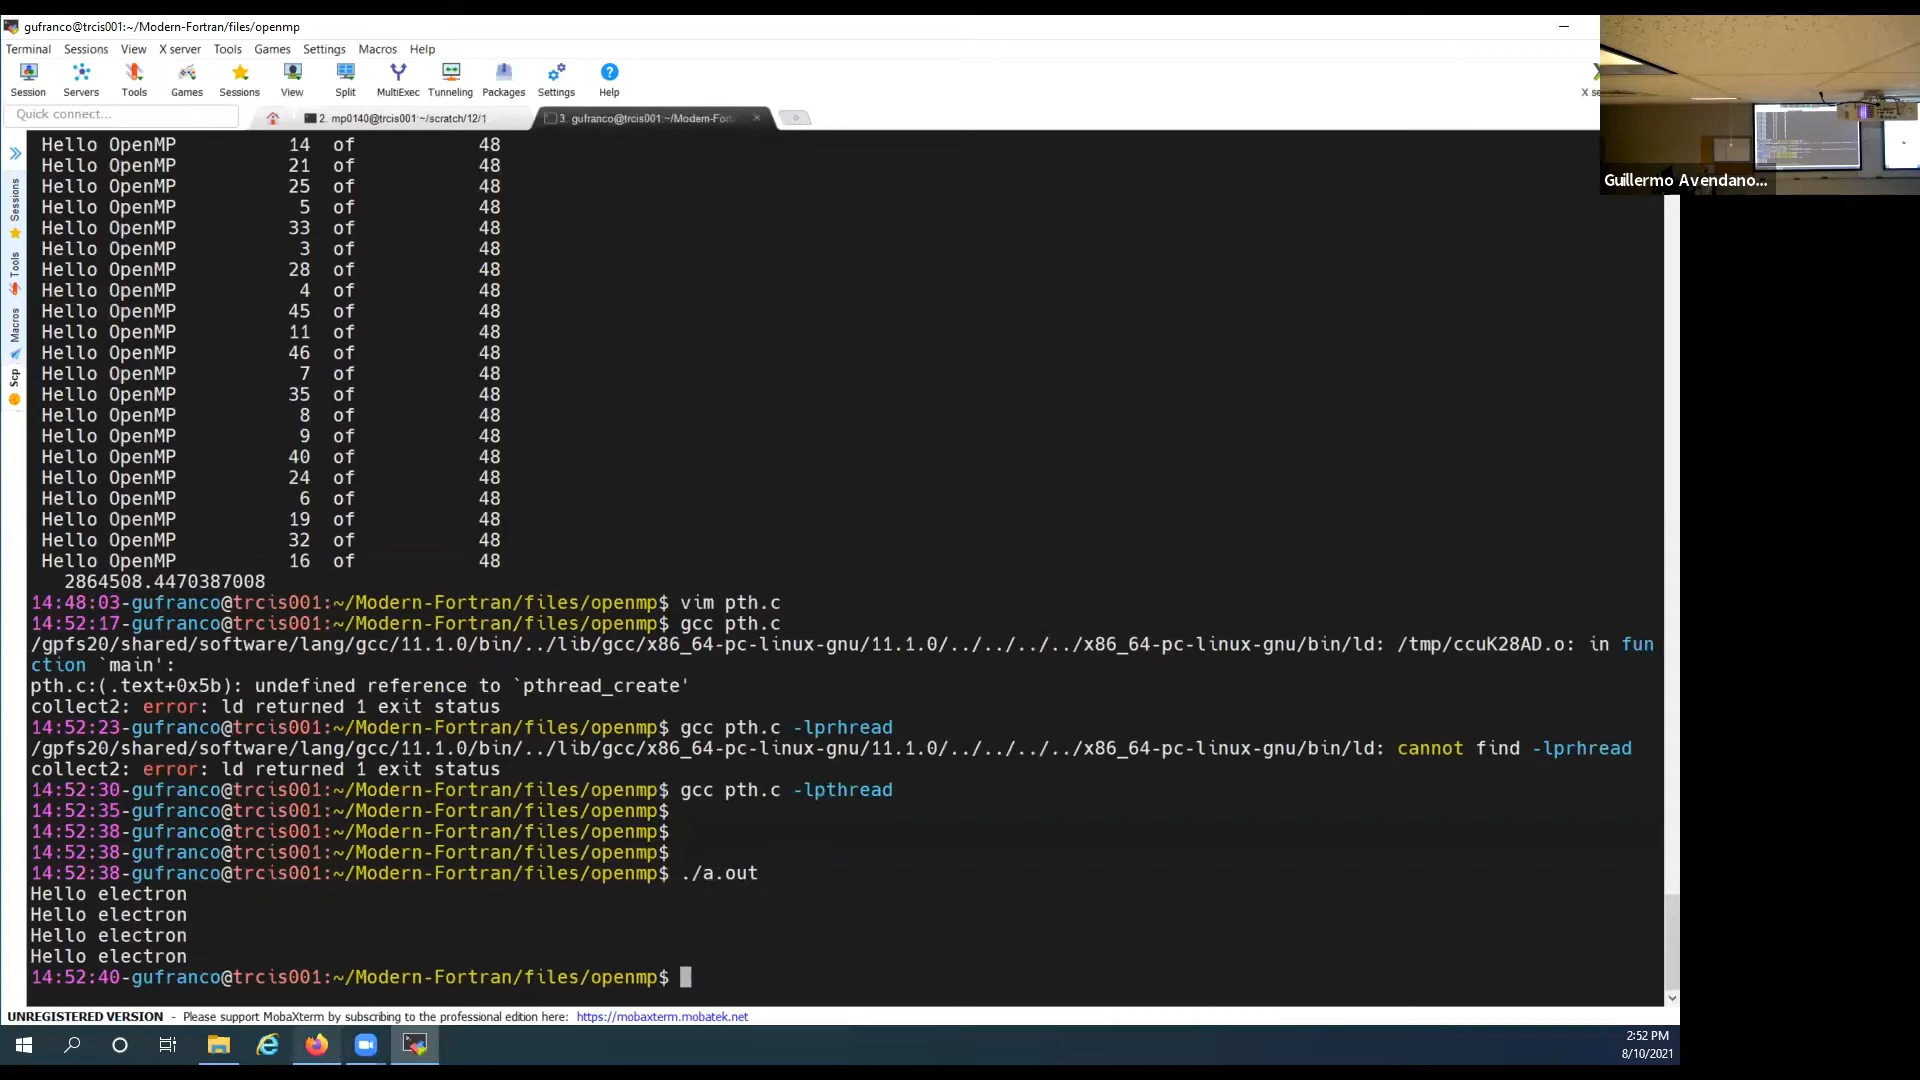 gufranco@trcis001:~/Modern-Fortran/files/openmp
Terminal Sessions View X server Tools Games Settings Macros Help
Session Servers Tools Games Sessions View Split MultiExec Tunneling Packages Settings Help X se
Quick connect...
2. mp0140@trcis001:~/scratch/12/1
3. gufranco@trcis001:~/Modern-Fort
Guillermo Avendano...
Sessions
Tools
Macros
Scp
Hello OpenMP 14 of 48
Hello OpenMP 21 of 48
Hello OpenMP 25 of 48
Hello OpenMP 5 of 48
Hello OpenMP 33 of 48
Hello OpenMP 3 of 48
Hello OpenMP 28 of 48
Hello OpenMP 4 of 48
Hello OpenMP 45 of 48
Hello OpenMP 11 of 48
Hello OpenMP 46 of 48
Hello OpenMP 7 of 48
Hello OpenMP 35 of 48
Hello OpenMP 8 of 48
Hello OpenMP 9 of 48
Hello OpenMP 40 of 48
Hello OpenMP 24 of 48
Hello OpenMP 6 of 48
Hello OpenMP 19 of 48
Hello OpenMP 32 of 48
Hello OpenMP 16 of 48
2864508.4470387008
14:48:03-gufranco@trcis001:~/Modern-Fortran/files/openmp$ vim pth.c
14:52:17-gufranco@trcis001:~/Modern-Fortran/files/openmp$ gcc pth.c
/gpfs20/shared/software/lang/gcc/11.1.0/bin/../lib/gcc/x86_64-pc-linux-gnu/11.1.0/../../../../x86_64-pc-linux-gnu/bin/ld: /tmp/ccuK28AD.o: in fun
ction `main':
pth.c:(.text+0x5b): undefined reference to `pthread_create'
collect2: error: ld returned 1 exit status
14:52:23-gufranco@trcis001:~/Modern-Fortran/files/openmp$ gcc pth.c -lprhread
/gpfs20/shared/software/lang/gcc/11.1.0/bin/../lib/gcc/x86_64-pc-linux-gnu/11.1.0/../../../../x86_64-pc-linux-gnu/bin/ld: cannot find -lprhread
collect2: error: ld returned 1 exit status
14:52:30-gufranco@trcis001:~/Modern-Fortran/files/openmp$ gcc pth.c -lpthread
14:52:35-gufranco@trcis001:~/Modern-Fortran/files/openmp$
14:52:38-gufranco@trcis001:~/Modern-Fortran/files/openmp$
14:52:38-gufranco@trcis001:~/Modern-Fortran/files/openmp$
14:52:38-gufranco@trcis001:~/Modern-Fortran/files/openmp$ ./a.out
Hello electron
Hello electron
Hello electron
Hello electron
14:52:40-gufranco@trcis001:~/Modern-Fortran/files/openmp$
UNREGISTERED VERSION - Please support MobaXterm by subscribing to the professional edition here: https://mobaxterm.mobatek.net
2:52 PM
8/10/2021